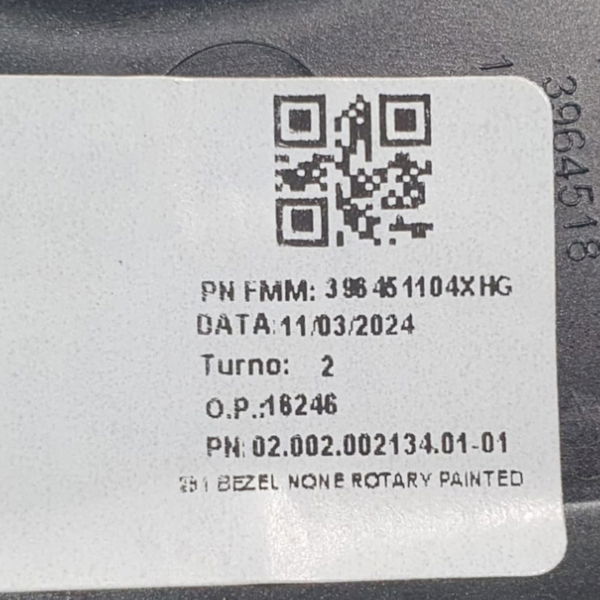 PN FMM: 396451104XHG
DATA:11/03/2024
Turno: 2
O.P.:16246
PN: 02.002.002134.01-01
BEZEL NONE ROTARY PAINTED
3964518
1